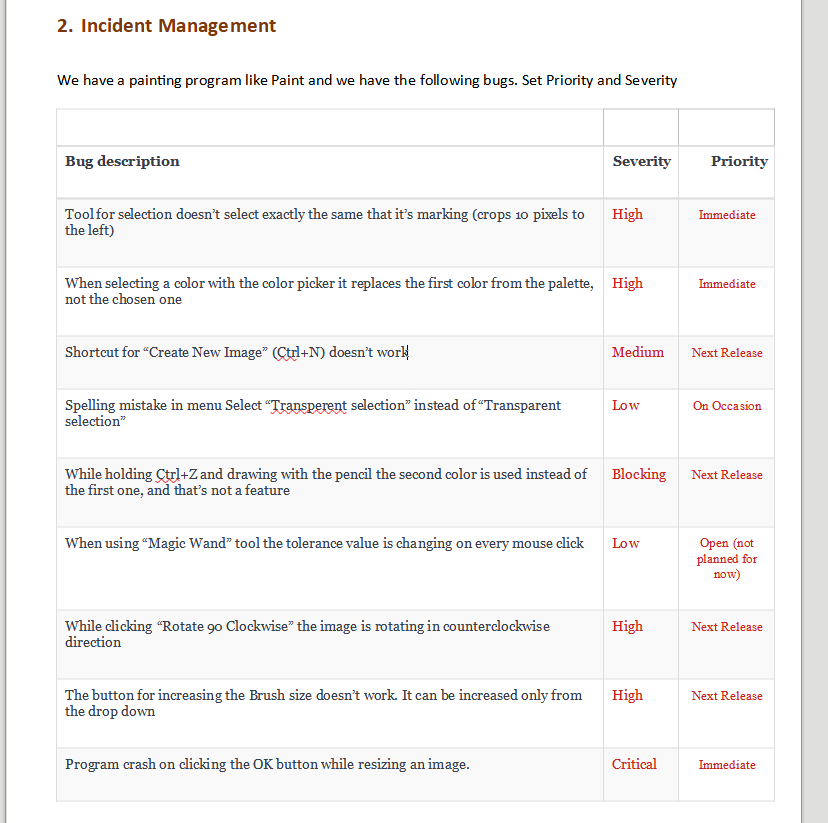 2. Incident Management
We have a painting program like Paint and we have the following bugs. Set Priority and Severity
Bug description Severity Priority
Tool for selection doesn’t select exactly the same that it’s marking (crops 10 pixels to High Immediate
the left)
When selecting a color with the color picker it replaces the first color from the palette, High Immediate
not the chosen one
Shortcut for “Create New Image” (Ctrl+N) doesn’t work Medium Next Release
Spelling mistake in menu Select “Transperent selection” instead of “Transparent Low On Occasion
selection”
While holding Ctrl+Z and drawing with the pencil the second color is used instead of Blocking Next Release
the first one, and that’s not a feature
When using “Magic Wand” tool the tolerance value is changing on every mouse click Low Open (not
planned for
now)
While clicking “Rotate 90 Clockwise” the image is rotating in counterclockwise High Next Release
direction
The button for increasing the Brush size doesn’t work. It can be increased only from High Next Release
the drop down
Program crash on clicking the OK button while resizing an image. Critical Immediate